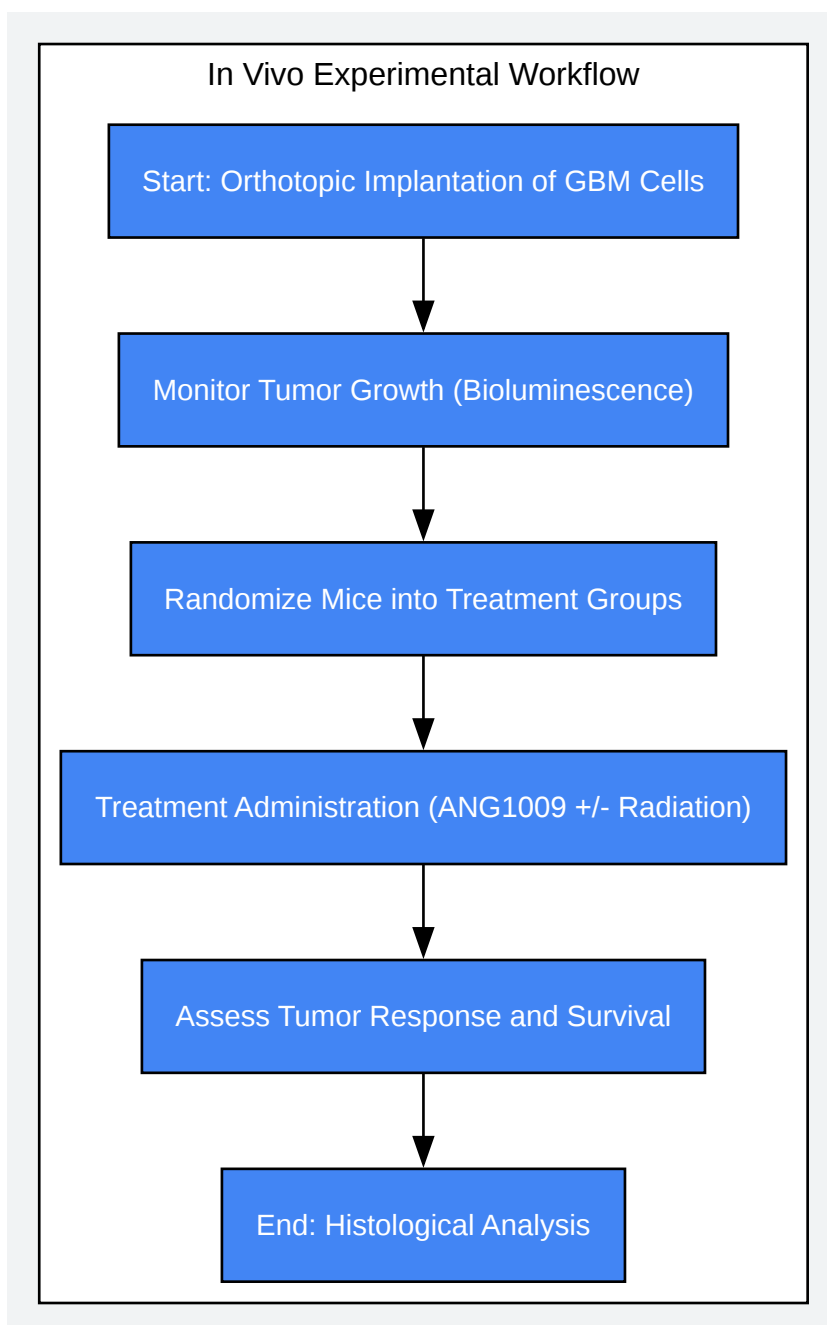 In Vivo Experimental Workflow
Start: Orthotopic Implantation of GBM Cells
Monitor Tumor Growth (Bioluminescence)
Randomize Mice into Treatment Groups
Treatment Administration (ANG1009 +/- Radiation)
Assess Tumor Response and Survival
End: Histological Analysis